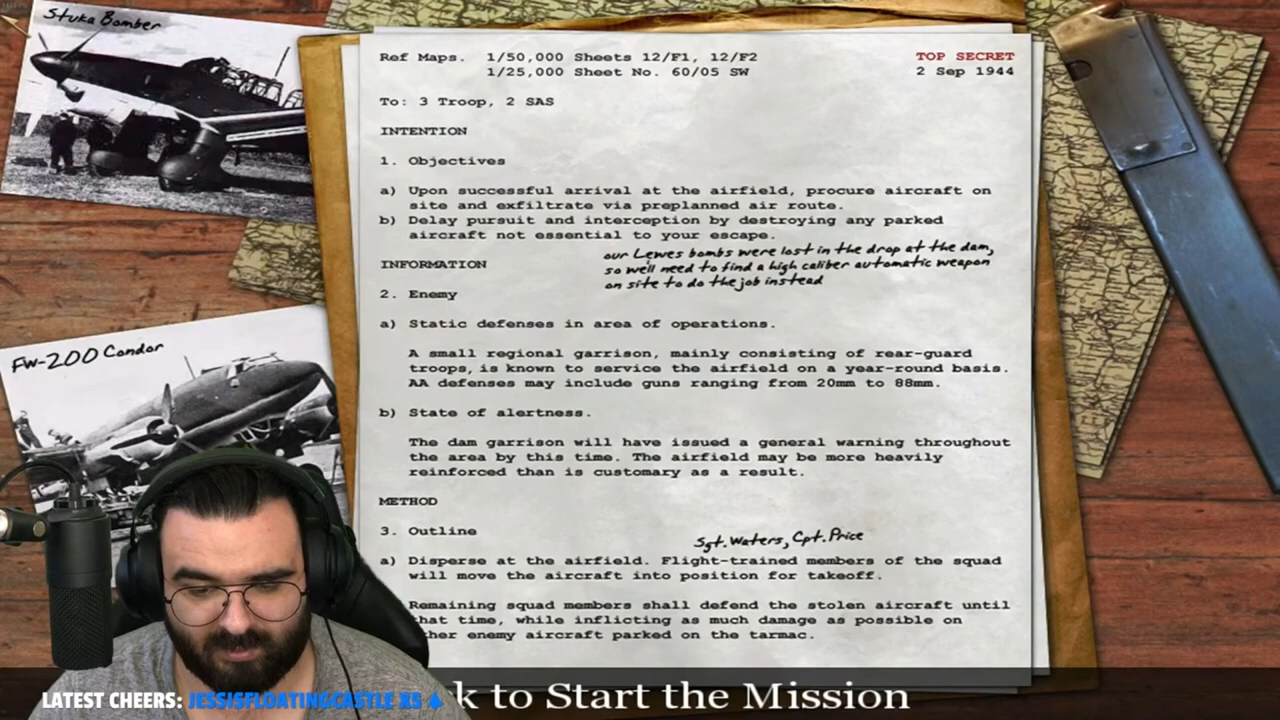 Stuka Bomber
Ref Maps. 1/50,000 Sheets 12/F1, 12/F2
1/25,000 Sheet No. 60/05 SW
TOP SECRET
2 Sep 1944
To: 3 Troop, 2 SAS
INTENTION
1. Objectives
a) Upon successful arrival at the airfield, procure aircraft on
site and exfiltrate via preplanned air route.
b) Delay pursuit and interception by destroying any parked
aircraft not essential to your escape.
our Lewes bombs were lost in the drop at the dam,
so we'll need to find a high caliber automatic weapon
on site to do the job instead
INFORMATION
2. Enemy
a) Static defenses in area of operations.
A small regional garrison, mainly consisting of rear-guard
troops, is known to service the airfield on a year-round basis.
AA defenses may include guns ranging from 20mm to 88mm.
FW-200 Condor
b) State of alertness.
The dam garrison will have issued a general warning throughout
the area by this time. The airfield may be more heavily
reinforced than is customary as a result.
METHOD
3. Outline
Sgt. Waters, Cpt. Price
a) Disperse at the airfield. Flight-trained members of the squad
will move the aircraft into position for takeoff.
Remaining squad members shall defend the stolen aircraft until
that time, while inflicting as much damage as possible on
other enemy aircraft parked on the tarmac.
k to Start the Mission
LATEST CHEERS: JESSISFLOATINGCASTLE X5